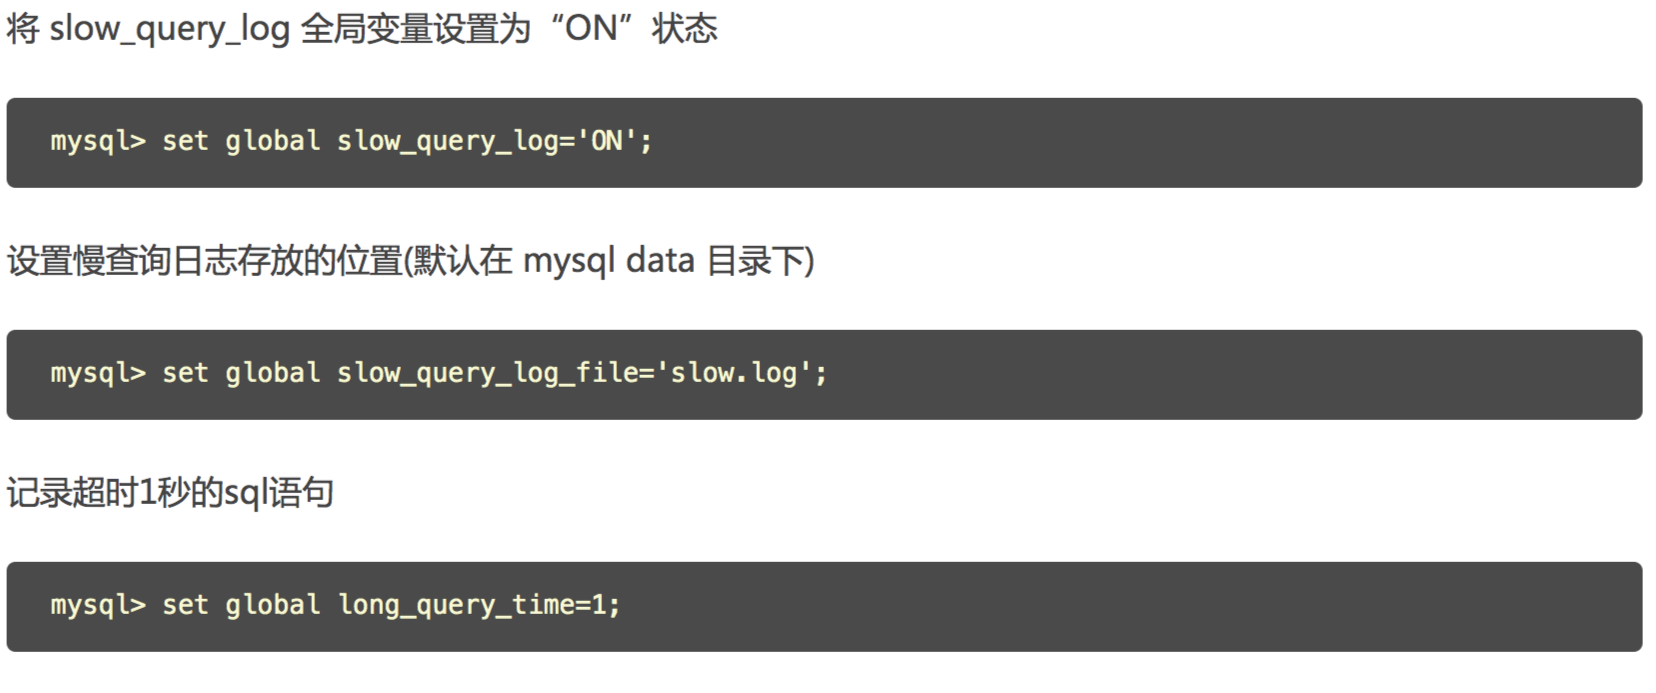 将 slow_query_log 全局变量设置为“ON”状态
mysql> set global slow_query_log='ON';
设置慢查询日志存放的位置(默认在 mysql data 目录下)
mysql> set global slow_query_log_file='slow.log';
记录超时1秒的sql语句
mysql> set global long_query_time=1;